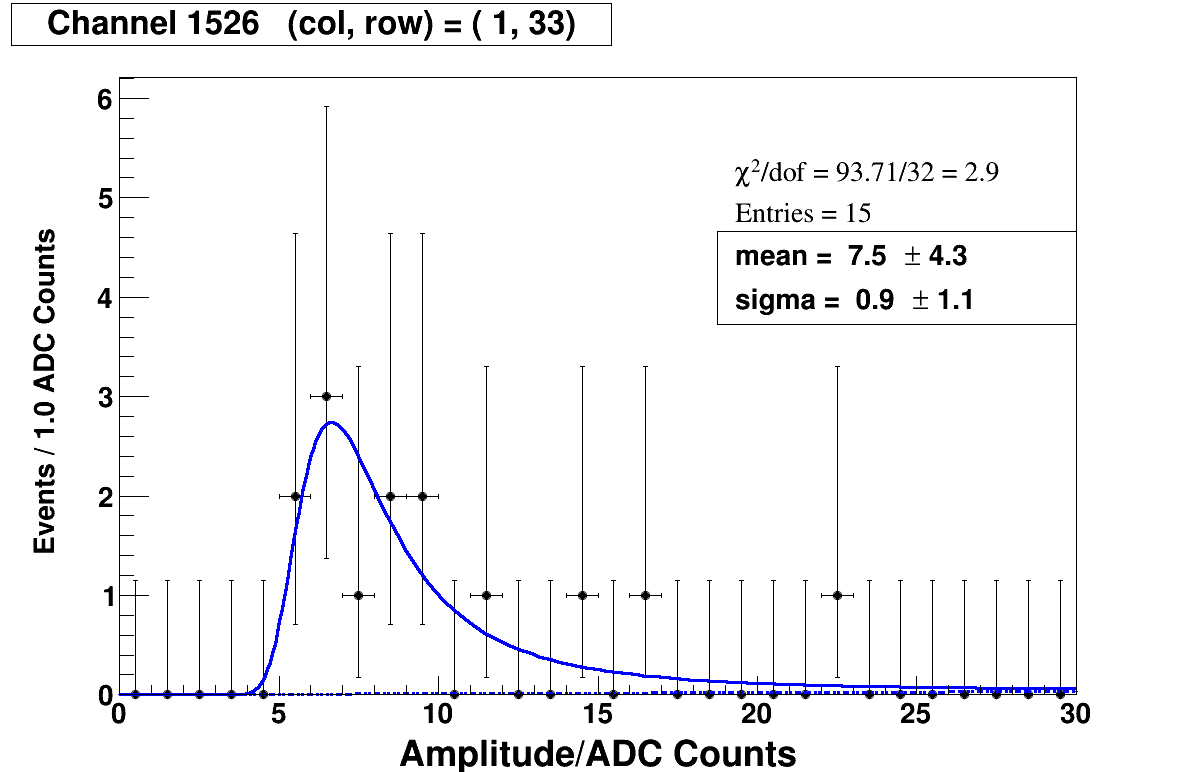 Channel 1526 (col, row) = ( 1, 33)
6
5
4
3
2
1
0
Events / 1.0 ADC Counts
χ²/dof = 93.71/32 = 2.9
Entries = 15
mean = 7.5 ± 4.3
sigma = 0.9 ± 1.1
0 5 10 15 20 25 30
Amplitude/ADC Counts